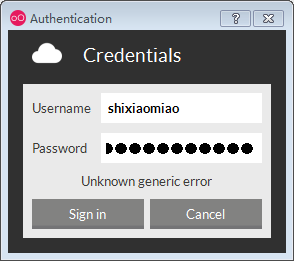 Authentication
Credentials
Username shixiaomiao
Password
Unknown generic error
Sign in Cancel